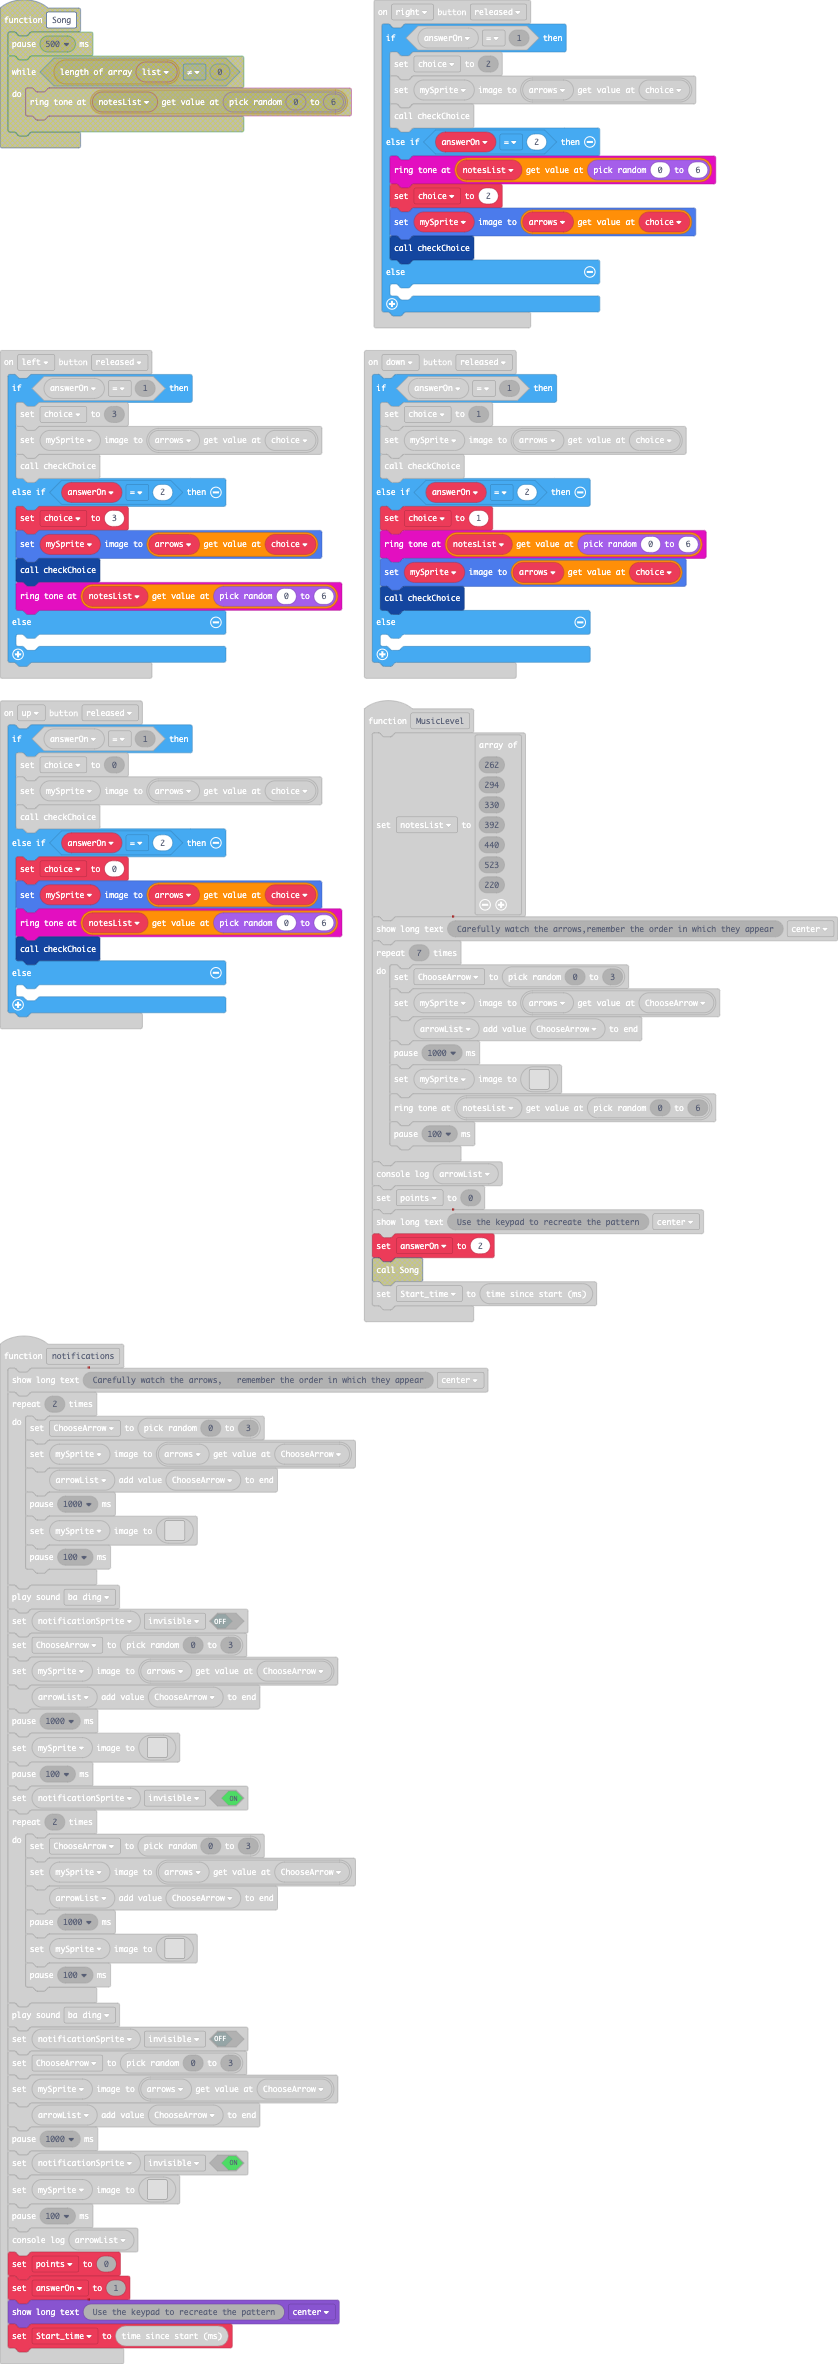 function Song
pause 500 ms
while length of array list ≠ 0
do ring tone at notesList get value at pick random 0 to 6
on right button released
if answerOn = 1 then
set choice to 2
set mySprite image to arrows get value at choice
call checkChoice
else if answerOn = 2 then
ring tone at notesList get value at pick random 0 to 6
set choice to 2
set mySprite image to arrows get value at choice
call checkChoice
else
on left button released
if answerOn = 1 then
set choice to 3
set mySprite image to arrows get value at choice
call checkChoice
else if answerOn = 2 then
set choice to 3
set mySprite image to arrows get value at choice
call checkChoice
ring tone at notesList get value at pick random 0 to 6
else
on down button released
if answerOn = 1 then
set choice to 1
set mySprite image to arrows get value at choice
call checkChoice
else if answerOn = 2 then
set choice to 1
ring tone at notesList get value at pick random 0 to 6
set mySprite image to arrows get value at choice
call checkChoice
else
on up button released
if answerOn = 1 then
set choice to 0
set mySprite image to arrows get value at choice
call checkChoice
else if answerOn = 2 then
set choice to 0
set mySprite image to arrows get value at choice
ring tone at notesList get value at pick random 0 to 6
call checkChoice
else
function MusicLevel
array of
262
294
330
set notesList to 392
440
523
220
show long text Carefully watch the arrows,remember the order in which they appear center
repeat 7 times
do set ChooseArrow to pick random 0 to 3
set mySprite image to arrows get value at ChooseArrow
arrowList add value ChooseArrow to end
pause 1000 ms
set mySprite image to
ring tone at notesList get value at pick random 0 to 6
pause 100 ms
console log arrowList
set points to 0
show long text Use the keypad to recreate the pattern center
set answerOn to 2
call Song
set Start_time to time since start (ms)
function notifications
show long text Carefully watch the arrows, remember the order in which they appear center
repeat 2 times
do set ChooseArrow to pick random 0 to 3
set mySprite image to arrows get value at ChooseArrow
arrowList add value ChooseArrow to end
pause 1000 ms
set mySprite image to
pause 100 ms
play sound ba ding
set notificationSprite invisible OFF
set ChooseArrow to pick random 0 to 3
set mySprite image to arrows get value at ChooseArrow
arrowList add value ChooseArrow to end
pause 1000 ms
set mySprite image to
pause 100 ms
set notificationSprite invisible ON
repeat 2 times
do set ChooseArrow to pick random 0 to 3
set mySprite image to arrows get value at ChooseArrow
arrowList add value ChooseArrow to end
pause 1000 ms
set mySprite image to
pause 100 ms
play sound ba ding
set notificationSprite invisible OFF
set ChooseArrow to pick random 0 to 3
set mySprite image to arrows get value at ChooseArrow
arrowList add value ChooseArrow to end
pause 1000 ms
set notificationSprite invisible ON
set mySprite image to
pause 100 ms
console log arrowList
set points to 0
set answerOn to 1
show long text Use the keypad to recreate the pattern center
set Start_time to time since start (ms)